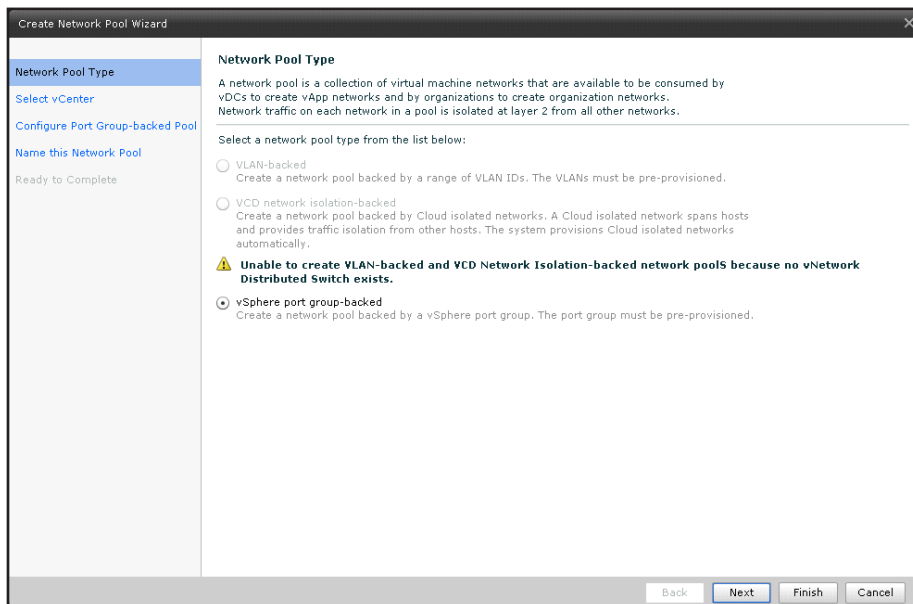 Create Network Pool Wizard
Network Pool Type
Select vCenter
Configure Port Group-backed Pool
Name this Network Pool
Ready to Complete
Network Pool Type
A network pool is a collection of virtual machine networks that are available to be consumed by
vDCs to create vApp networks and by organizations to create organization networks.
Network traffic on each network in a pool is isolated at layer 2 from all other networks.
Select a network pool type from the list below:
VLAN-backed
Create a network pool backed by a range of VLAN IDs. The VLANs must be pre-provisioned.
VCD network isolation-backed
Create a network pool backed by Cloud isolated networks. A Cloud isolated network spans hosts
and provides traffic isolation from other hosts. The system provisions Cloud isolated networks
automatically.
Unable to create VLAN-backed and VCD Network Isolation-backed network poolS because no vNetwork
Distributed Switch exists.
vSphere port group-backed
Create a network pool backed by a vSphere port group. The port group must be pre-provisioned.
Back Next Finish Cancel